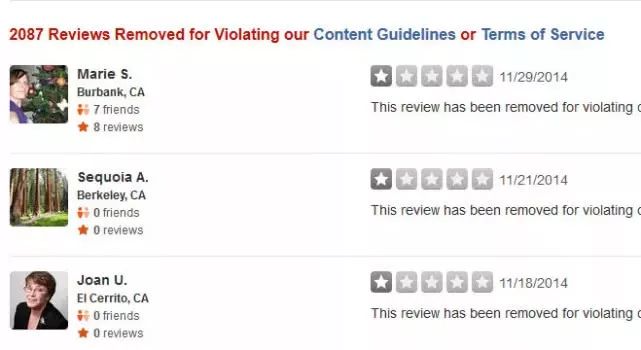 2087 Reviews Removed for Violating our Content Guidelines or Terms of Service
Marie S.
Burbank, CA
7 friends
8 reviews
11/29/2014
This review has been removed for violating
Sequoia A.
Berkeley, CA
0 friends
0 reviews
11/21/2014
This review has been removed for violating
Joan U.
El Cerrito, CA
0 friends
0 reviews
11/18/2014
This review has been removed for violating